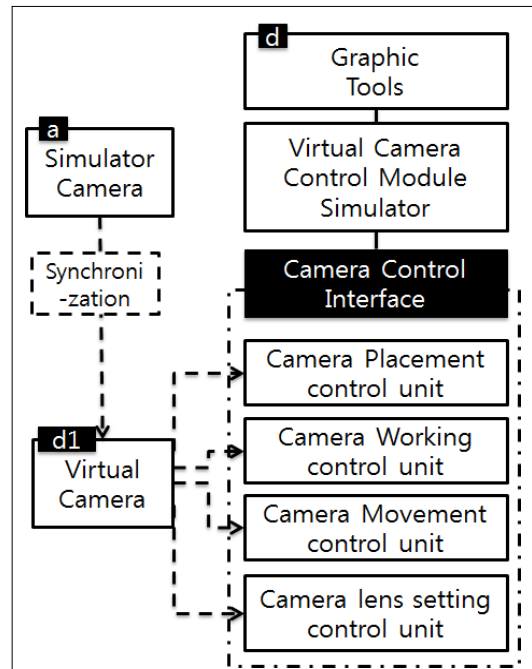 d
Graphic
Tools
a
Simulator
Camera
Virtual Camera
Control Module
Simulator
Synchroni
-zation
Camera Control
Interface
Camera Placement
control unit
d1
Virtual
Camera
Camera Working
control unit
Camera Movement
control unit
Camera lens setting
control unit